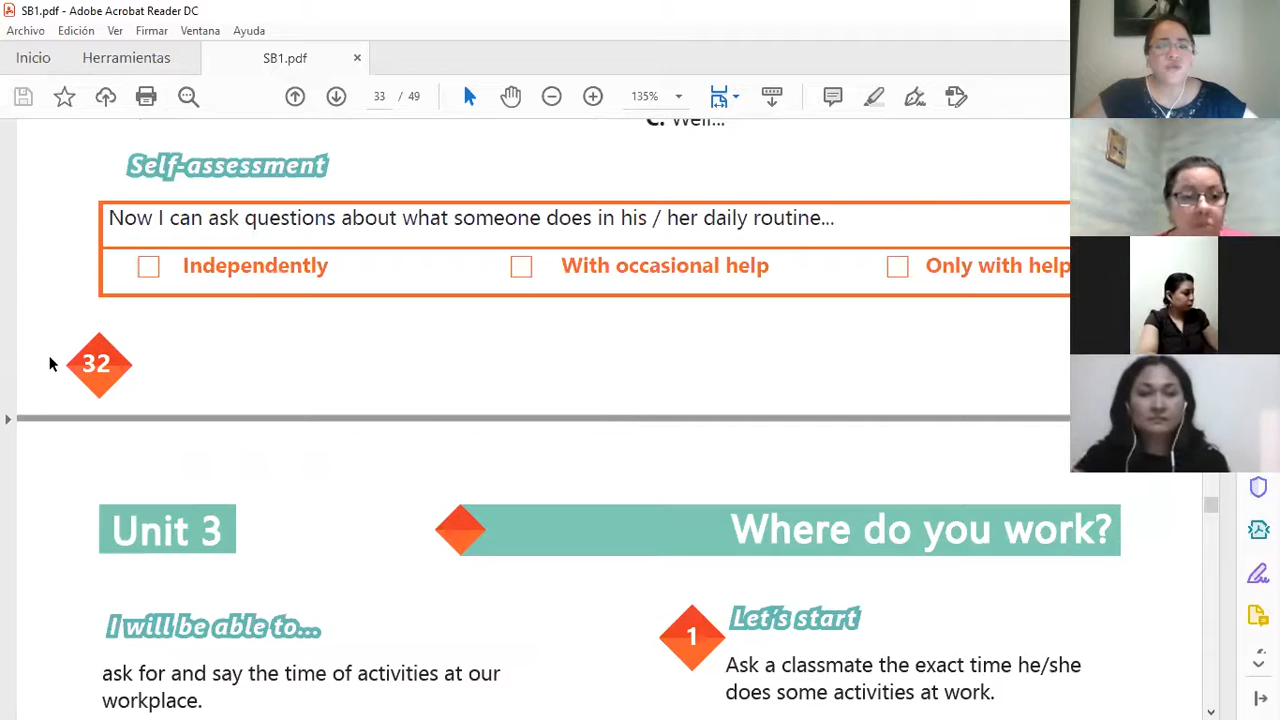 SB1.pdf - Adobe Acrobat Reader DC
Archivo Edición Ver Firmar Ventana Ayuda
Inicio Herramientas SB1.pdf ×
33 / 49 135%
C. Well...
Self-assessment
Now I can ask questions about what someone does in his / her daily routine...
Independently With occasional help Only with help
32
Unit 3 Where do you work?
I will be able to...
ask for and say the time of activities at our
workplace.
1 Let's start
Ask a classmate the exact time he/she
does some activities at work.